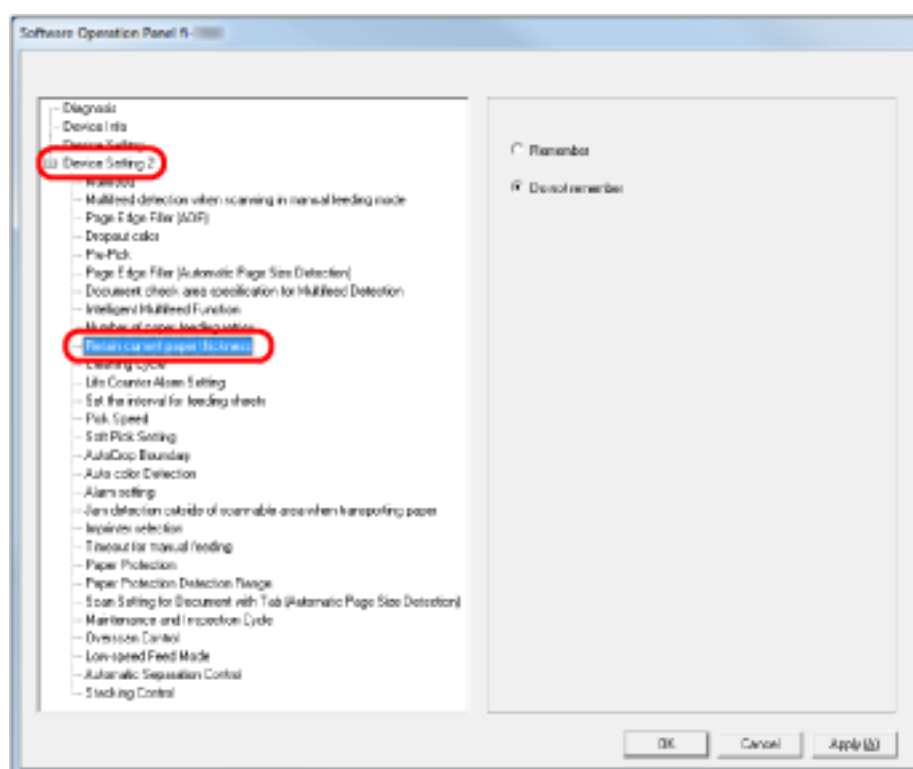 Software Operation Panel fi-
Diagnosis
Device Info
Device Setting
Device Setting 2
Multifeed
Multifeed detection when scanning in manual feeding mode
Page Edge Filler (ADF)
Dropout color
Pre-Pick
Page Edge Filler (Automatic Page Size Detection)
Document check area specification for Multifeed Detection
Intelligent Multifeed Function
Number of paper feeding retries
Retain current paper thickness
Cleaning Cycle
Life Counter Alarm Setting
Set the interval for feeding sheets
Pick Speed
Soft Pick Setting
AutoCrop Boundary
Auto color Detection
Alarm setting
Jam detection outside of scannable area when transporting paper
Imprinter selection
Timeout for manual feeding
Paper Protection
Paper Protection Detection Range
Scan Setting for Document with Tab (Automatic Page Size Detection)
Maintenance and Inspection Cycle
Overscan Control
Low-speed Feed Mode
Automatic Separation Control
Stacking Control
Remember
Do not remember
OK Cancel Apply (A)